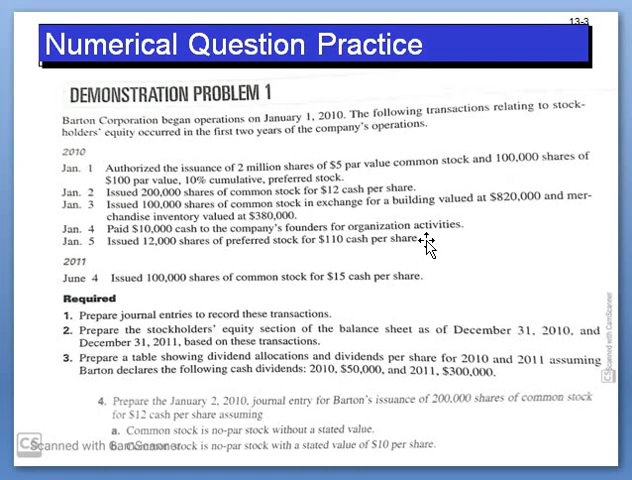 13-3
Numerical Question Practice
DEMONSTRATION PROBLEM 1
Barton Corporation began operations on January 1, 2010. The following transactions relating to stock-
holders' equity occurred in the first two years of the company's operations.
2010
Jan. 1 Authorized the issuance of 2 million shares of $5 par value common stock and 100,000 shares of
$100 par value, 10% cumulative, preferred stock.
Jan. 2 Issued 200,000 shares of common stock for $12 cash per share.
Jan. 3 Issued 100,000 shares of common stock in exchange for a building valued at $820,000 and mer-
chandise inventory valued at $380,000.
Jan. 4 Paid $10,000 cash to the company's founders for organization activities.
Jan. 5 Issued 12,000 shares of preferred stock for $110 cash per share.
2011
June 4 Issued 100,000 shares of common stock for $15 cash per share.
Required
1. Prepare journal entries to record these transactions.
2. Prepare the stockholders' equity section of the balance sheet as of December 31, 2010, and
December 31, 2011, based on these transactions.
3. Prepare a table showing dividend allocations and dividends per share for 2010 and 2011 assuming
Barton declares the following cash dividends: 2010, $50,000, and 2011, $300,000.
4. Prepare the January 2, 2010, journal entry for Barton's issuance of 200,000 shares of common stock
for $12 cash per share assuming
a. Common stock is no-par stock without a stated value.
b. Common stock is no-par stock with a stated value of $10 per share.
CS Scanned with CamScanner
CS Scanned with CamScanner